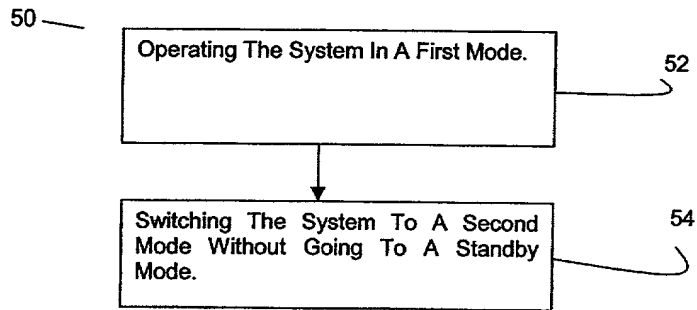 50
Operating The System In A First Mode.
52
Switching The System To A Second
Mode Without Going To A Standby
Mode.
54